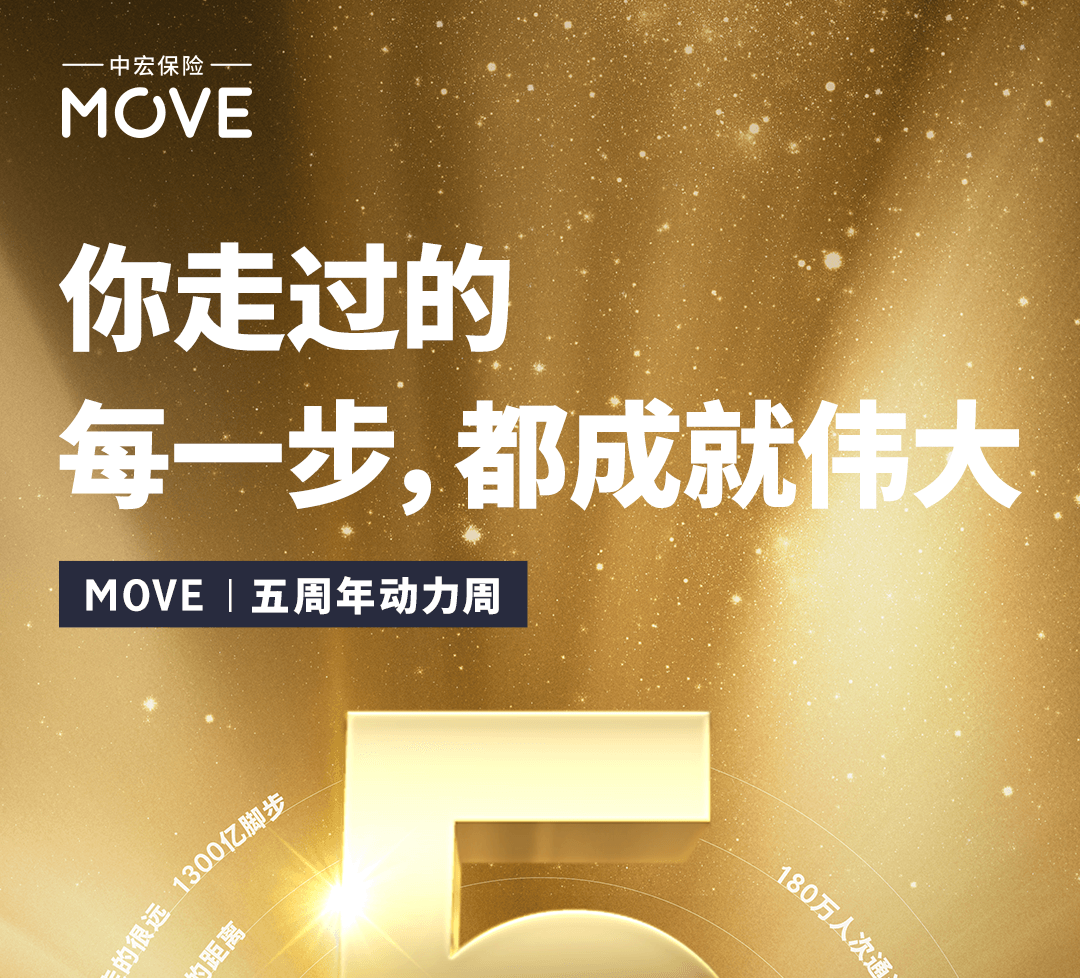 中宏保险
MOVE
你走过的
每一步，都成就伟大
MOVE | 五周年动力周
1300亿脚步
180万人次通
的很远
的距离